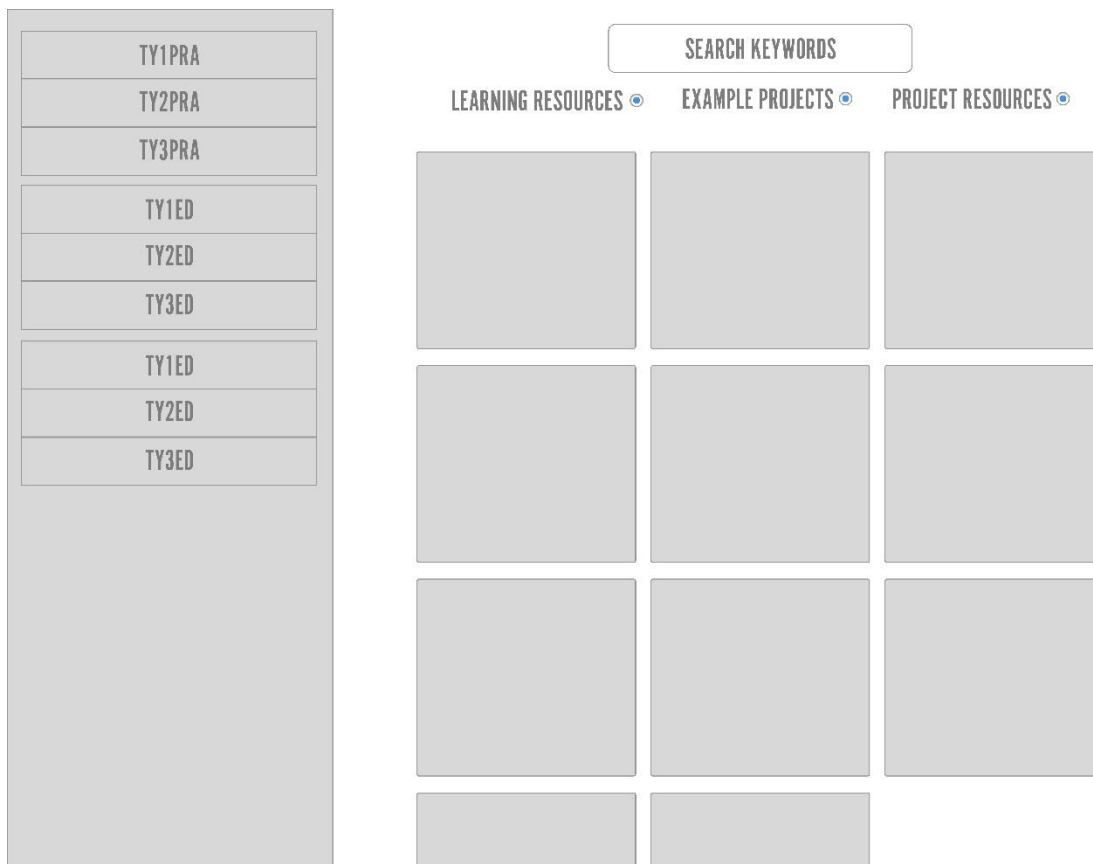 TY1PRA
TY2PRA
TY3PRA
TY1ED
TY2ED
TY3ED
TY1ED
TY2ED
TY3ED
SEARCH KEYWORDS
LEARNING RESOURCES EXAMPLE PROJECTS PROJECT RESOURCES